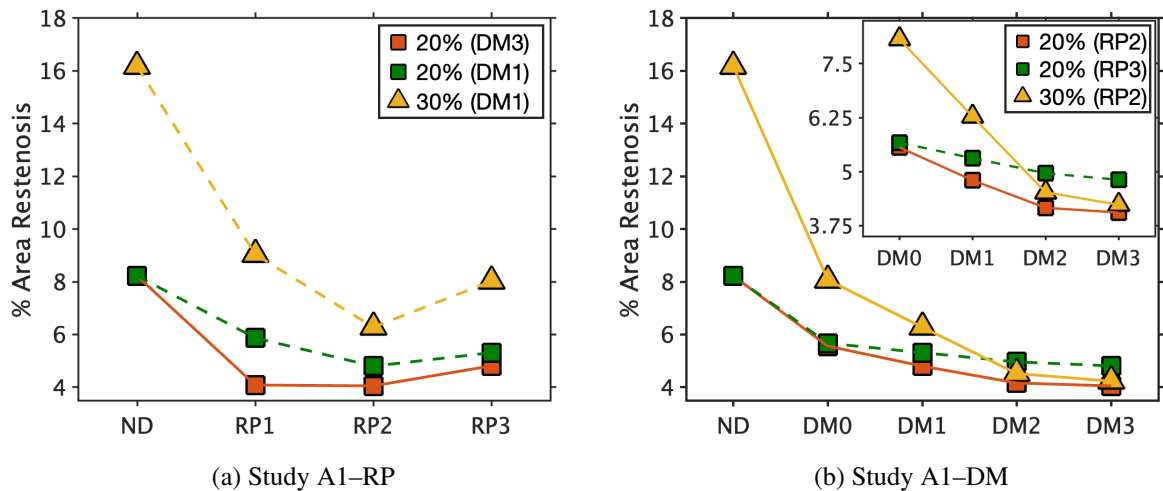 18
16
14
12
10
8
6
4
% Area Restenosis
20% (DM3)
20% (DM1)
30% (DM1)
ND RP1 RP2 RP3
(a) Study A1–RP
18
16
14
12
10
8
6
4
% Area Restenosis
7.5
6.25
5
3.75
20% (RP2)
20% (RP3)
30% (RP2)
DM0 DM1 DM2 DM3
ND DM0 DM1 DM2 DM3
(b) Study A1–DM